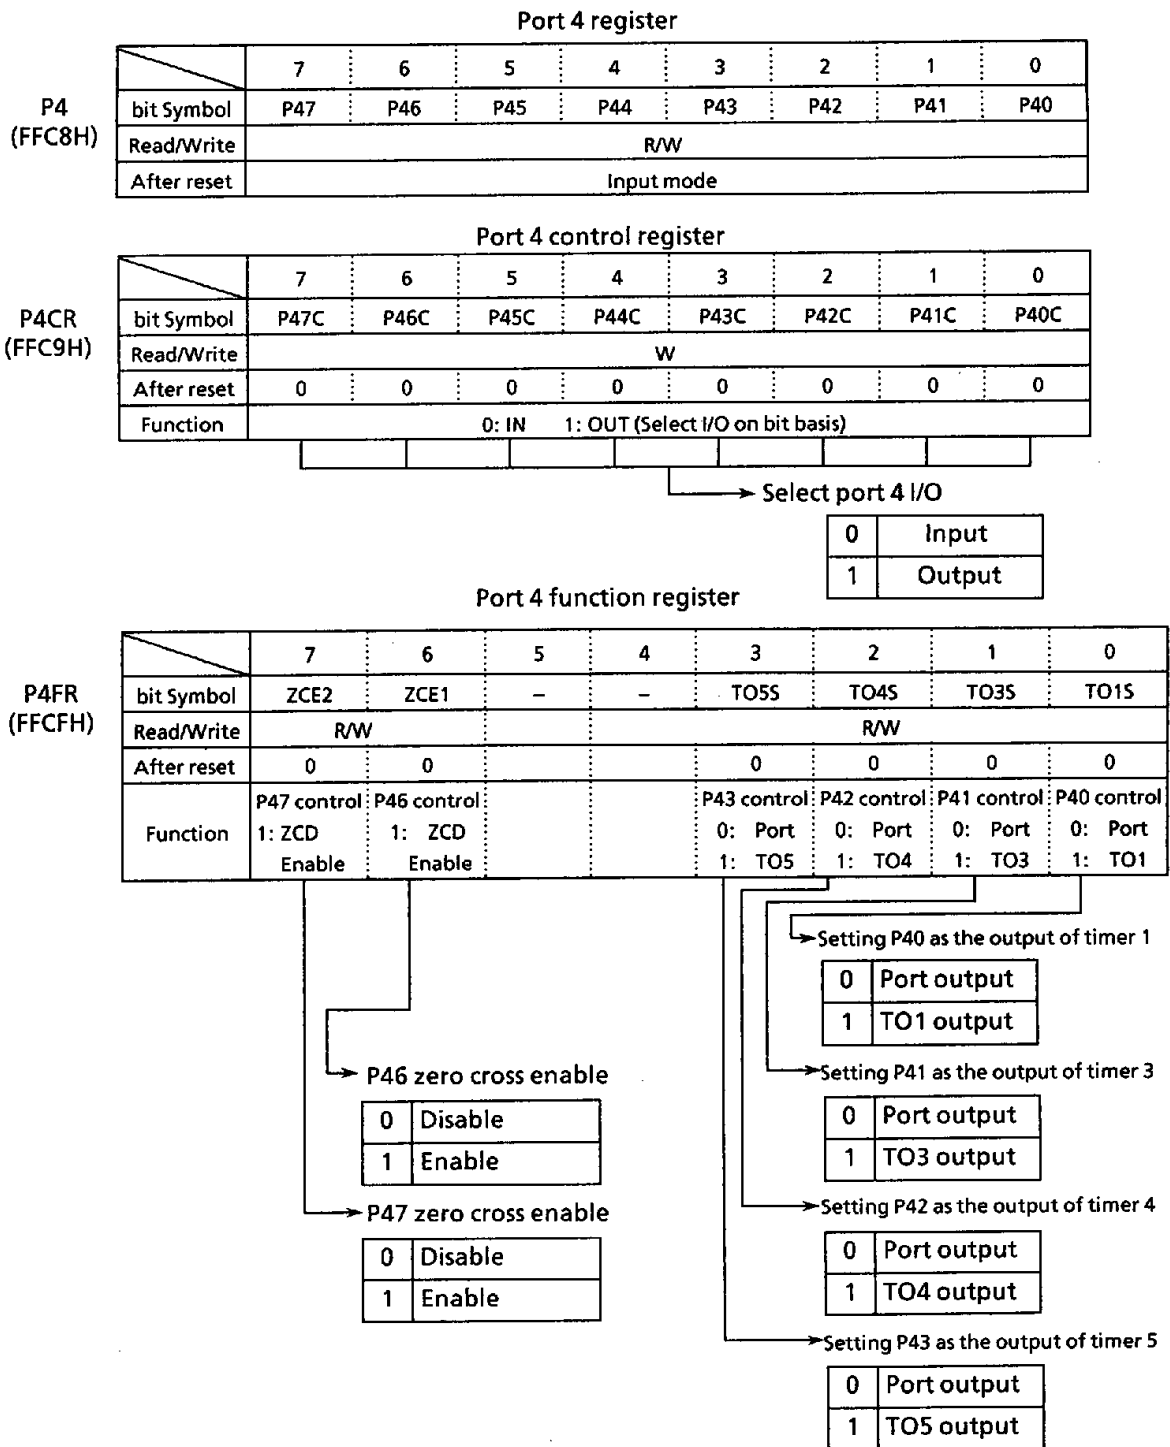 Port 4 register
7 6 5 4 3 2 1 0
P4
(FFC8H)
bit Symbol P47 P46 P45 P44 P43 P42 P41 P40
Read/Write R/W
After reset Input mode
Port 4 control register
7 6 5 4 3 2 1 0
P4CR
(FFC9H)
bit Symbol P47C P46C P45C P44C P43C P42C P41C P40C
Read/Write W
After reset 0 0 0 0 0 0 0 0
Function 0: IN 1: OUT (Select I/O on bit basis)
Select port 4 I/O
0 Input
1 Output
Port 4 function register
7 6 5 4 3 2 1 0
P4FR
(FFCFH)
bit Symbol ZCE2 ZCE1 – – TO5S TO4S TO3S TO1S
Read/Write R/W R/W
After reset 0 0 0 0 0 0
P47 control P46 control P43 control P42 control P41 control P40 control
Function 1: ZCD 1: ZCD 0: Port 0: Port 0: Port 0: Port
Enable Enable 1: TO5 1: TO4 1: TO3 1: TO1
Setting P40 as the output of timer 1
0 Port output
1 TO1 output
P46 zero cross enable
0 Disable
1 Enable
Setting P41 as the output of timer 3
0 Port output
1 TO3 output
P47 zero cross enable
0 Disable
1 Enable
Setting P42 as the output of timer 4
0 Port output
1 TO4 output
Setting P43 as the output of timer 5
0 Port output
1 TO5 output